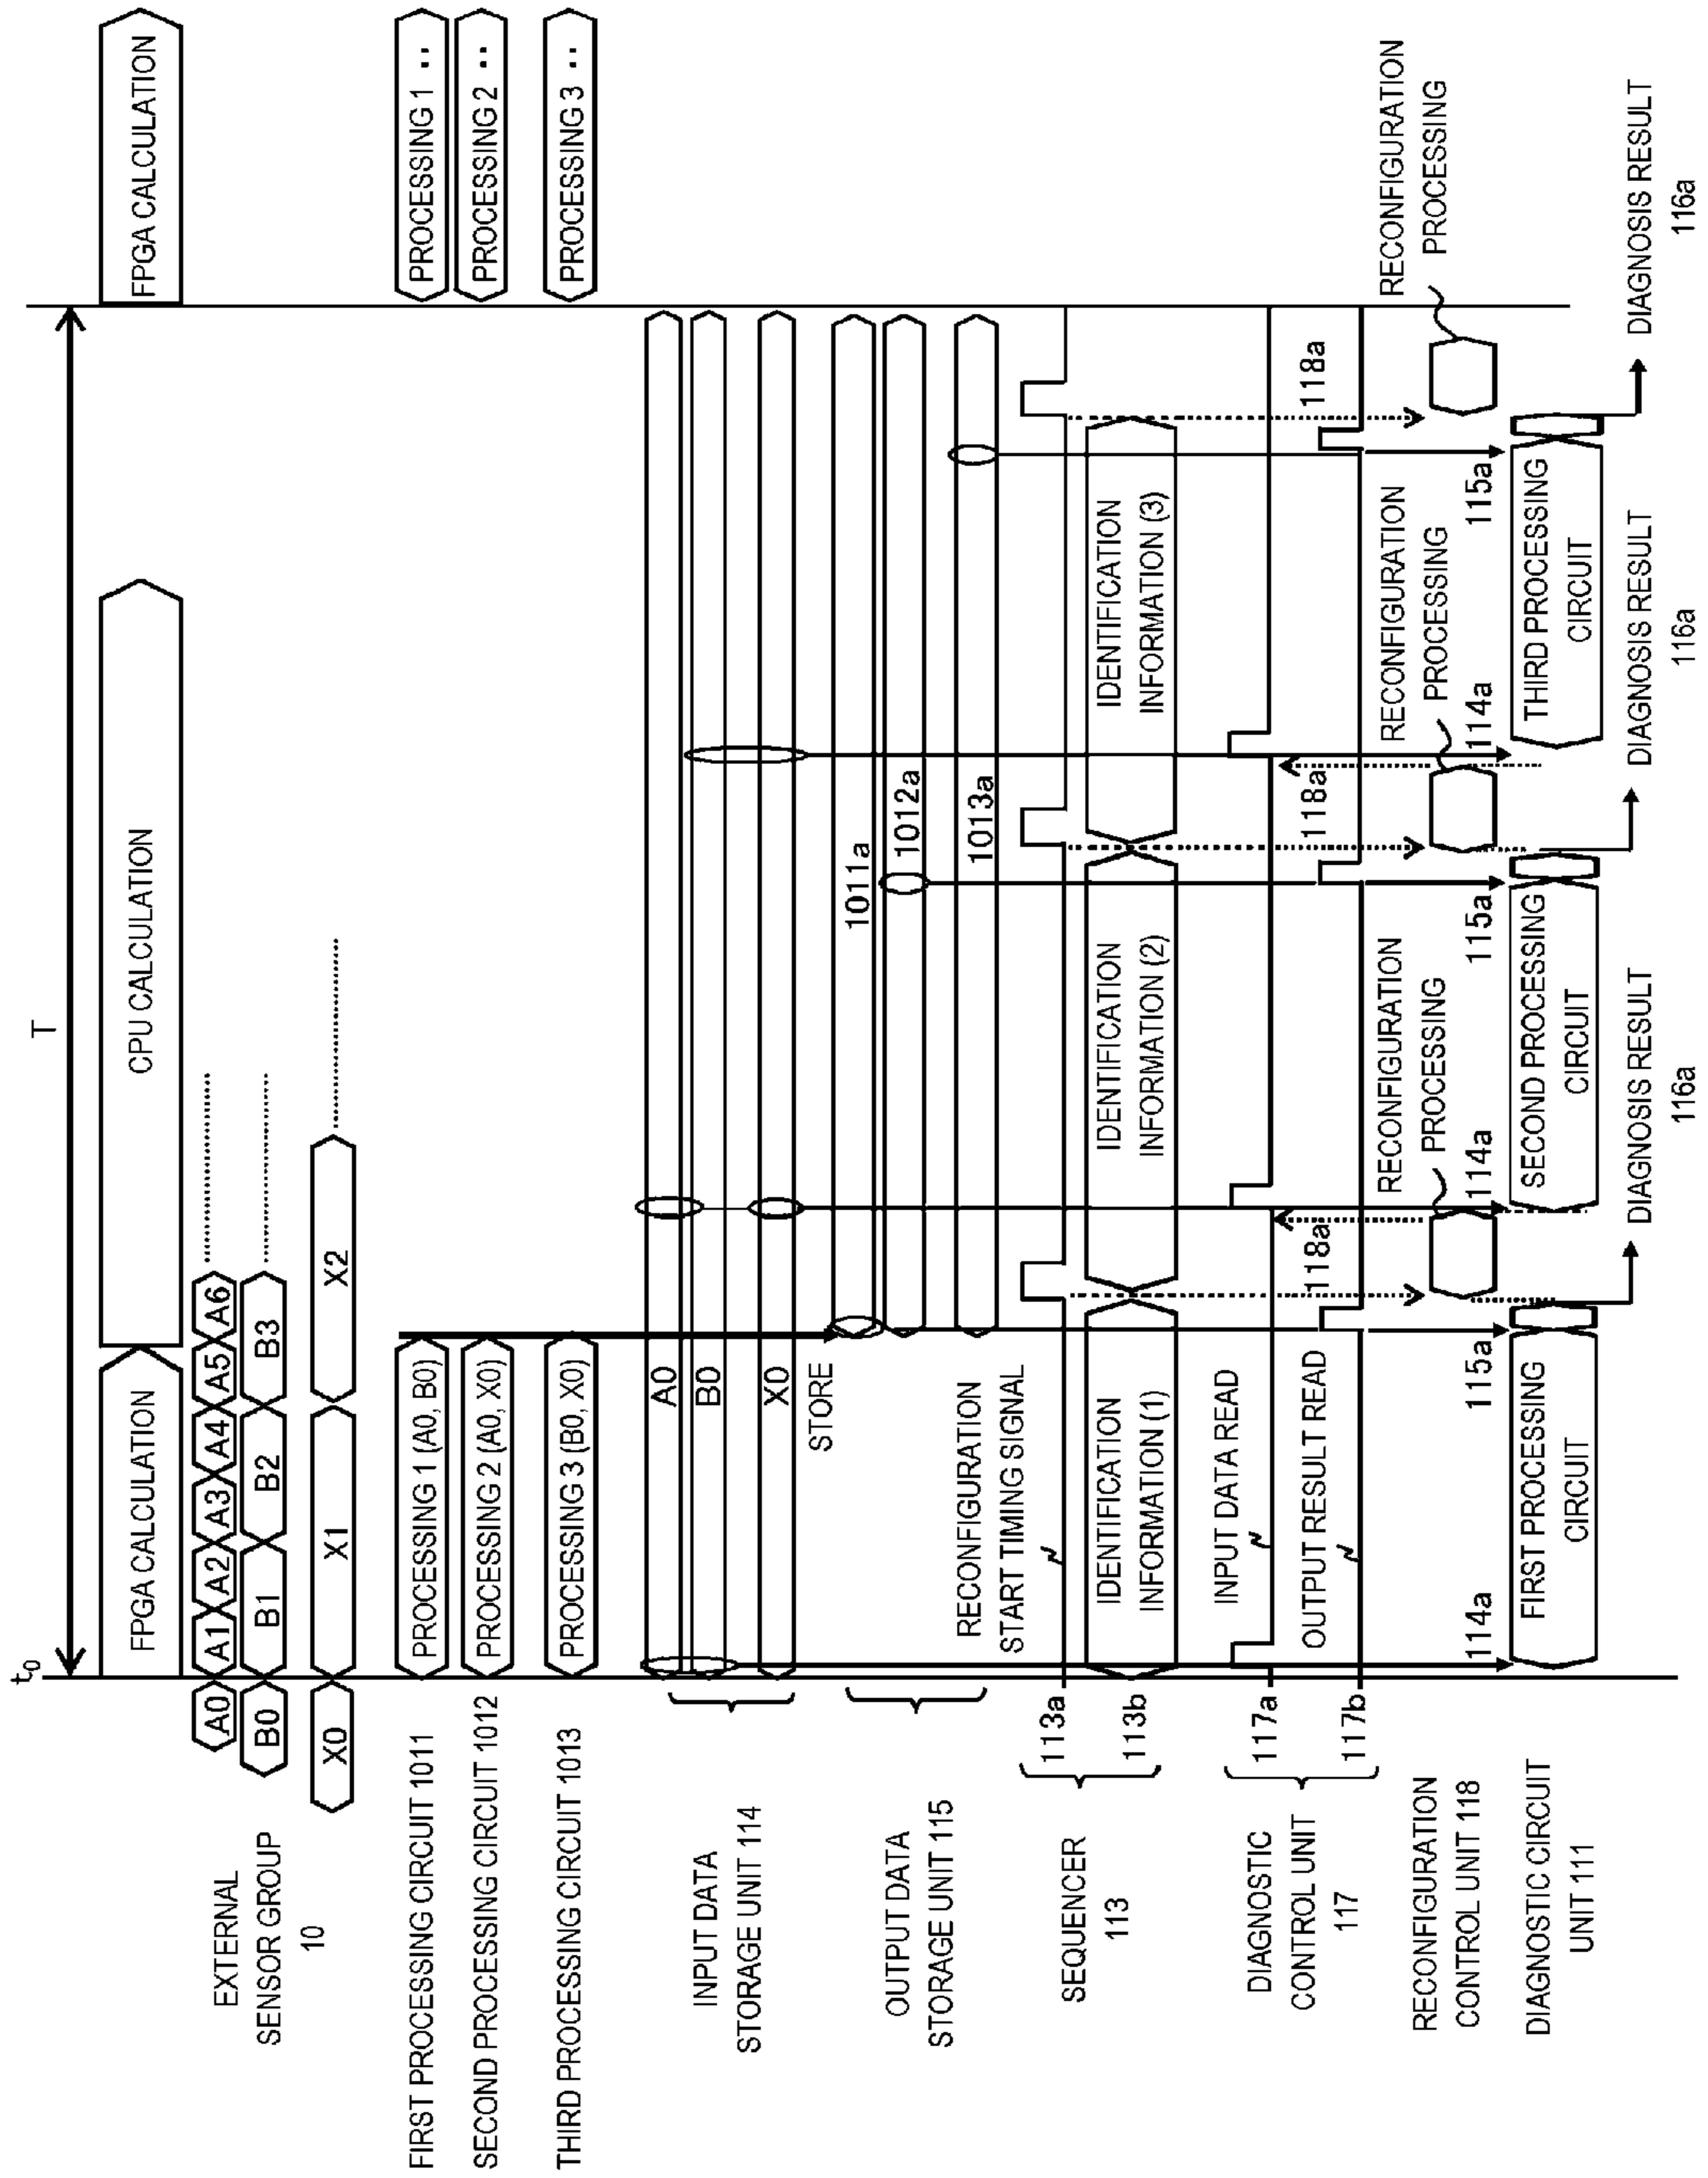 t0
T
FPGA CALCULATION
CPU CALCULATION
FPGA CALCULATION
EXTERNAL
SENSOR GROUP
10
A0
A1
A2
A3
A4
A5
A6
B0
B1
B2
B3
X0
X1
X2
FIRST PROCESSING CIRCUIT 1011
PROCESSING 1 (A0, B0)
PROCESSING 1 ..
SECOND PROCESSING CIRCUIT 1012
PROCESSING 2 (A0, X0)
PROCESSING 2 ..
THIRD PROCESSING CIRCUIT 1013
PROCESSING 3 (B0, X0)
PROCESSING 3 ..
INPUT DATA
STORAGE UNIT 114
A0
B0
X0
STORE
OUTPUT DATA
STORAGE UNIT 115
1011a
1012a
1013a
SEQUENCER
113
113a
113b
RECONFIGURATION
START TIMING SIGNAL
IDENTIFICATION
INFORMATION (1)
IDENTIFICATION
INFORMATION (2)
IDENTIFICATION
INFORMATION (3)
DIAGNOSTIC
CONTROL UNIT
117
117a
117b
INPUT DATA READ
OUTPUT RESULT READ
118a
118a
118a
RECONFIGURATION
CONTROL UNIT 118
RECONFIGURATION
PROCESSING
RECONFIGURATION
PROCESSING
RECONFIGURATION
PROCESSING
114a
115a
114a
115a
114a
115a
DIAGNOSTIC CIRCUIT
UNIT 111
FIRST PROCESSING
CIRCUIT
SECOND PROCESSING
CIRCUIT
THIRD PROCESSING
CIRCUIT
DIAGNOSIS RESULT
116a
DIAGNOSIS RESULT
116a
DIAGNOSIS RESULT
116a